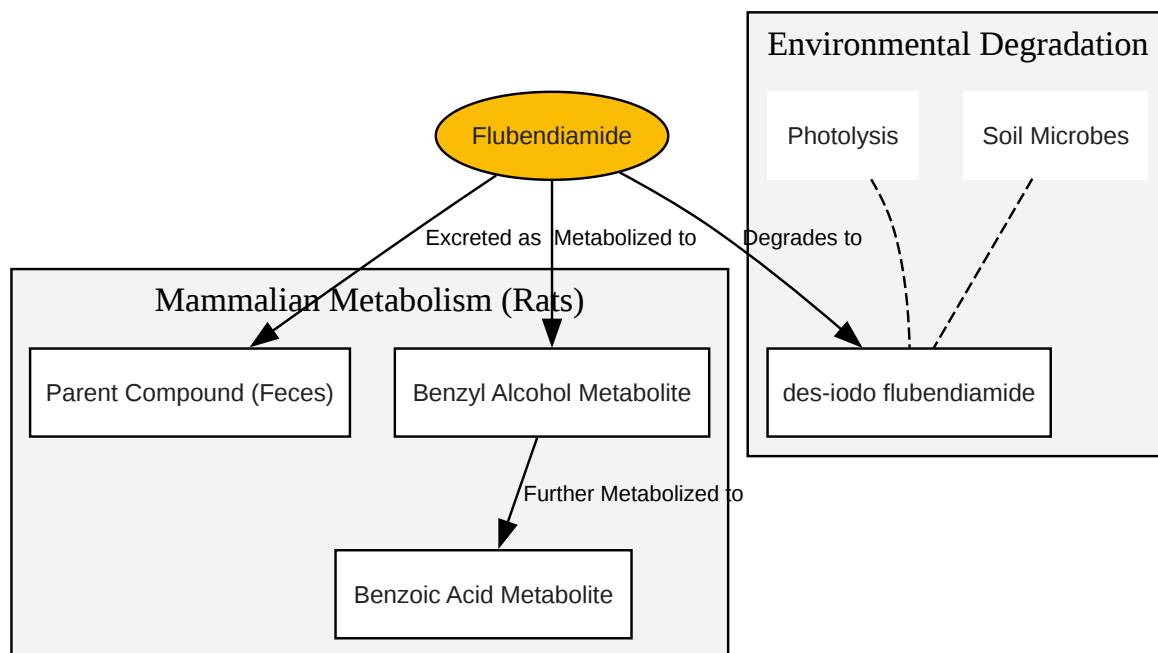 Environmental Degradation
Photolysis
Soil Microbes
Flubendiamide
Excreted as
Metabolized to
Degrades to
Mammalian Metabolism (Rats)
Parent Compound (Feces)
Benzyl Alcohol Metabolite
des-iodo flubendiamide
Further Metabolized to
Benzoic Acid Metabolite